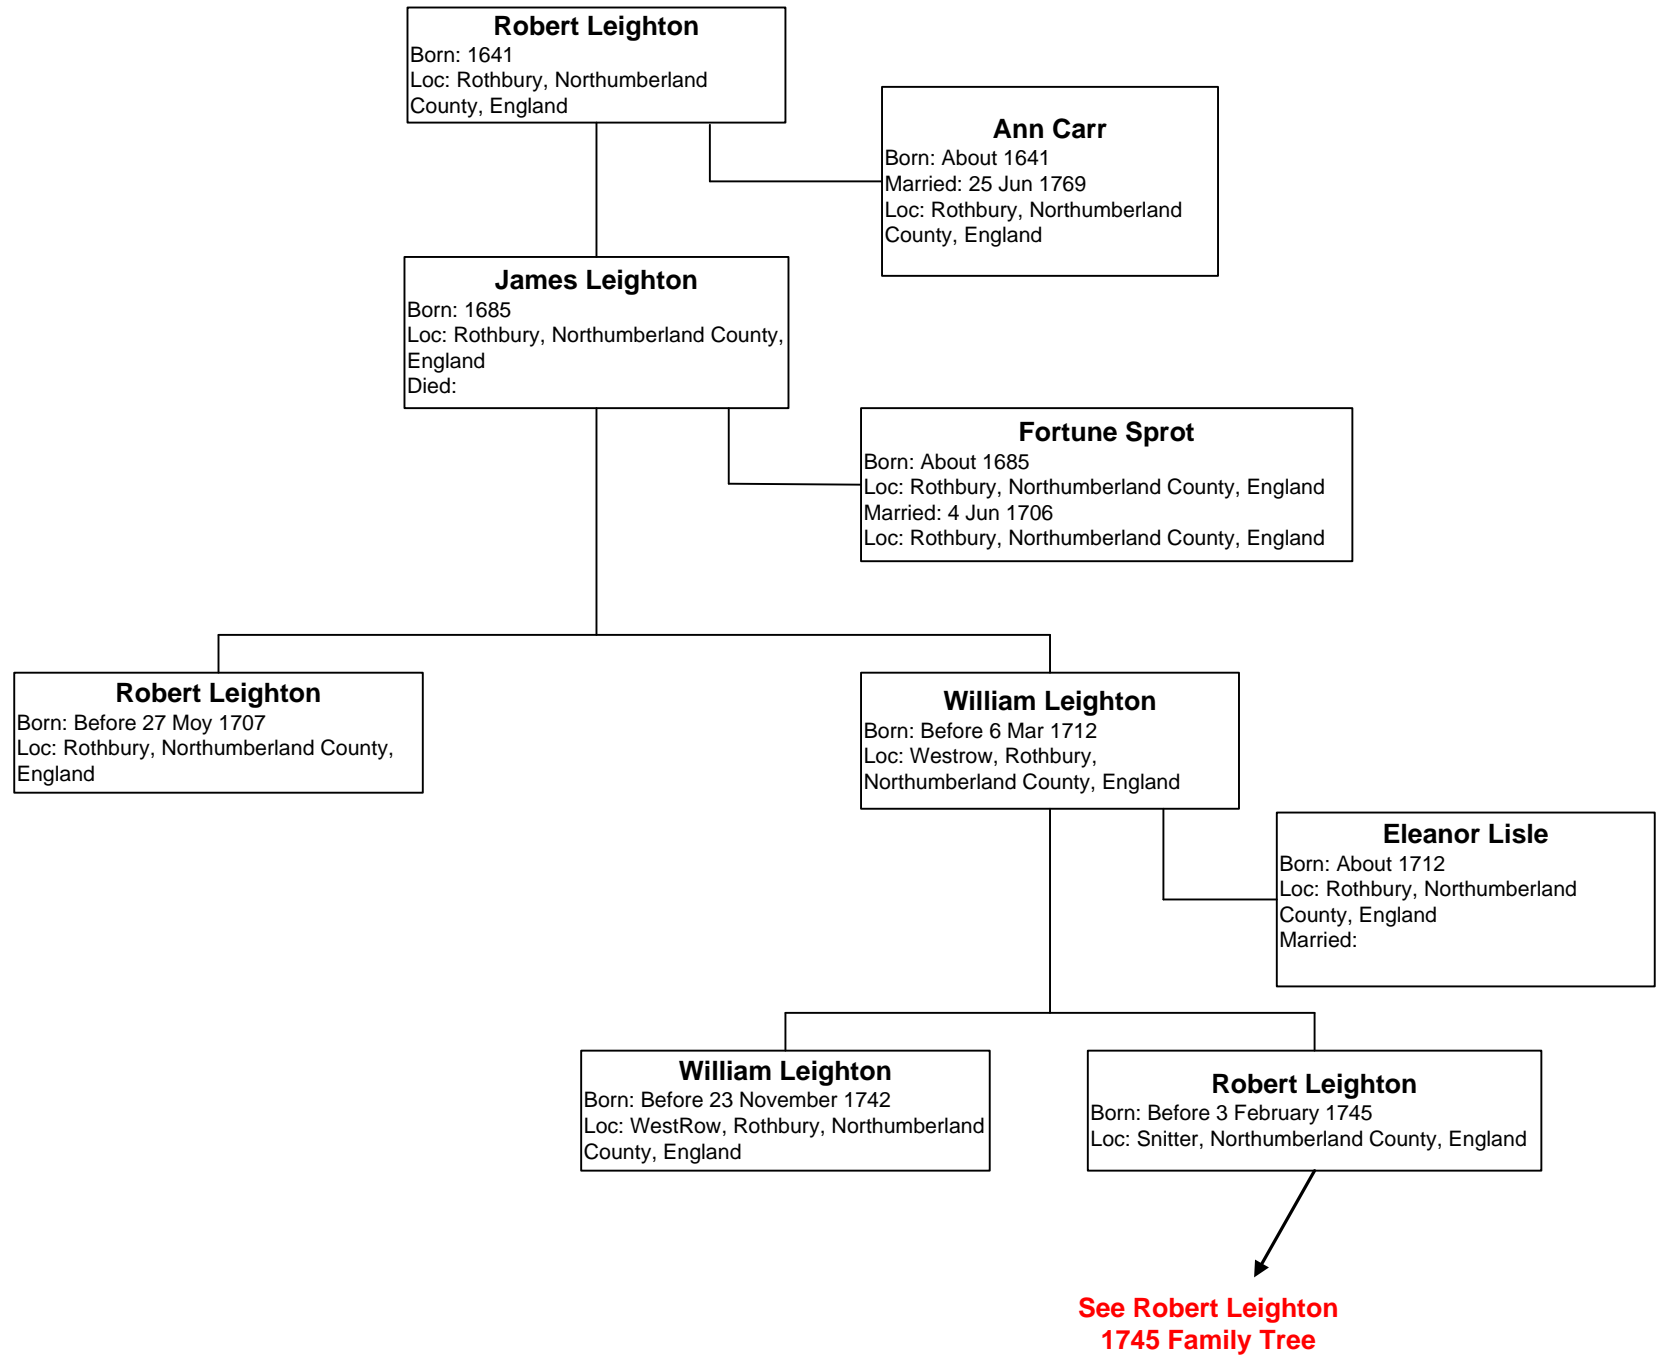 Robert Leighton
Born: 1641
Loc: Rothbury, Northumberland
County, England
Ann Carr
Born: About 1641
Married: 25 Jun 1769
Loc: Rothbury, Northumberland
County, England
James Leighton
Born: 1685
Loc: Rothbury, Northumberland County,
England
Died:
Fortune Sprot
Born: About 1685
Loc: Rothbury, Northumberland County, England
Married: 4 Jun 1706
Loc: Rothbury, Northumberland County, England
Robert Leighton
Born: Before 27 Moy 1707
Loc: Rothbury, Northumberland County,
England
William Leighton
Born: Before 6 Mar 1712
Loc: Westrow, Rothbury,
Northumberland County, England
Eleanor Lisle
Born: About 1712
Loc: Rothbury, Northumberland
County, England
Married:
William Leighton
Born: Before 23 November 1742
Loc: WestRow, Rothbury, Northumberland
County, England
Robert Leighton
Born: Before 3 February 1745
Loc: Snitter, Northumberland County, England
See Robert Leighton
1745 Family Tree